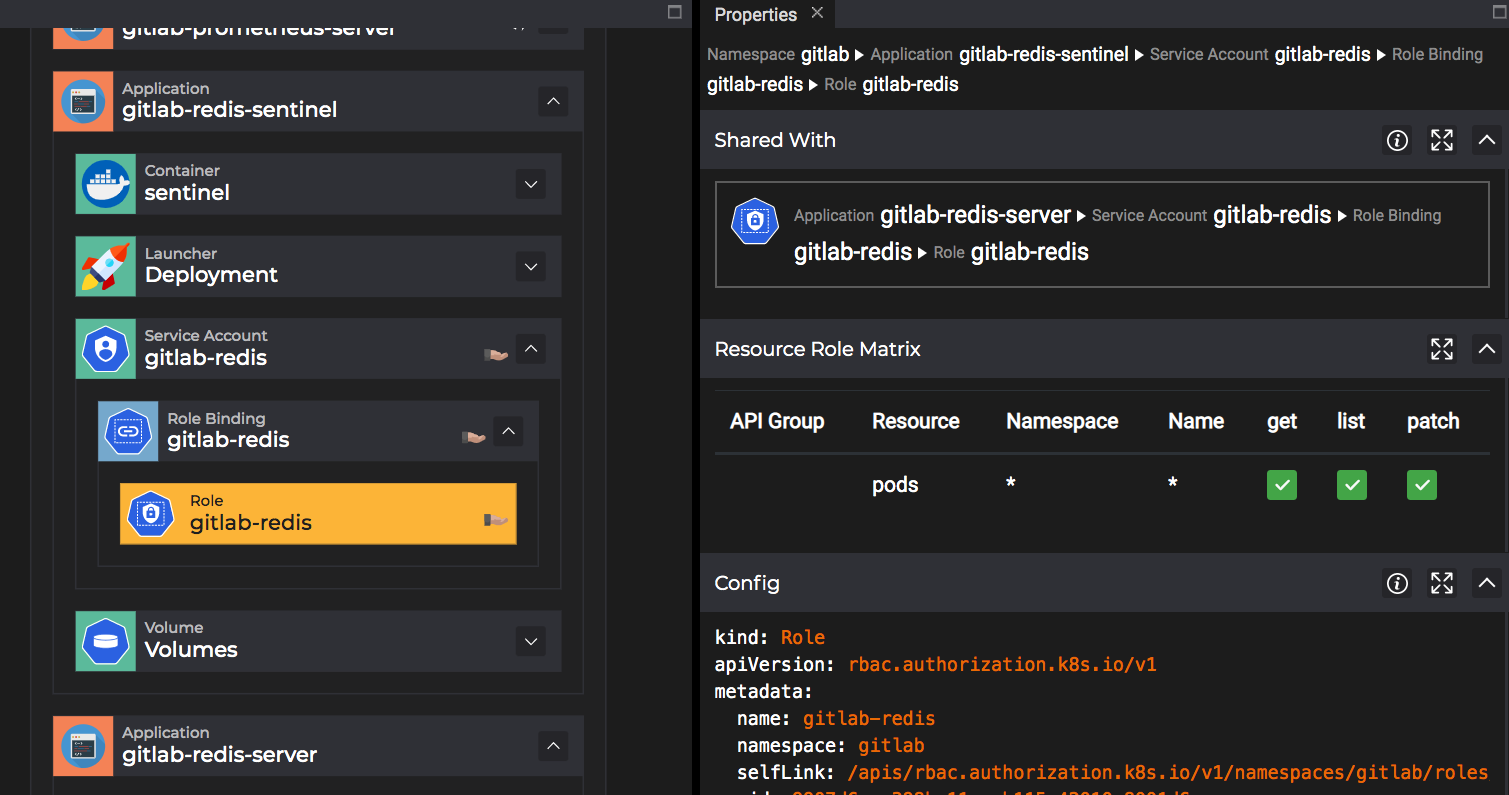 gitlab-prometheus-server
Application
gitlab-redis-sentinel
Container
sentinel
Launcher
Deployment
Service Account
gitlab-redis
Role Binding
gitlab-redis
Role
gitlab-redis
Volume
Volumes
Application
gitlab-redis-server
Properties
Namespace gitlab Application gitlab-redis-sentinel Service Account gitlab-redis Role Binding
gitlab-redis Role gitlab-redis
Shared With
Application gitlab-redis-server Service Account gitlab-redis Role Binding
gitlab-redis Role gitlab-redis
Resource Role Matrix
API Group Resource Namespace Name get list patch
pods * *
Config
kind: Role
apiVersion: rbac.authorization.k8s.io/v1
metadata:
name: gitlab-redis
namespace: gitlab
selfLink: /apis/rbac.authorization.k8s.io/v1/namespaces/gitlab/roles